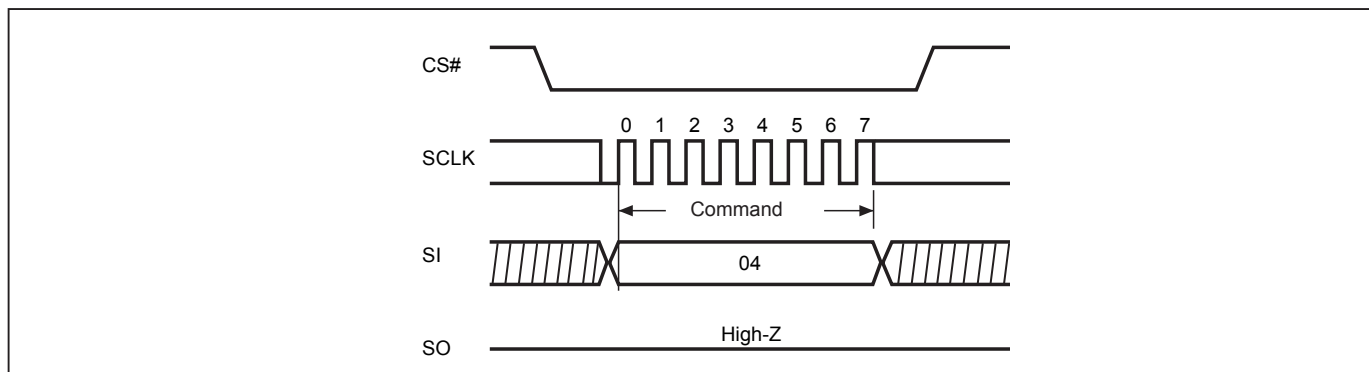 CS#
0 1 2 3 4 5 6 7
SCLK
Command
SI
04
High-Z
SO